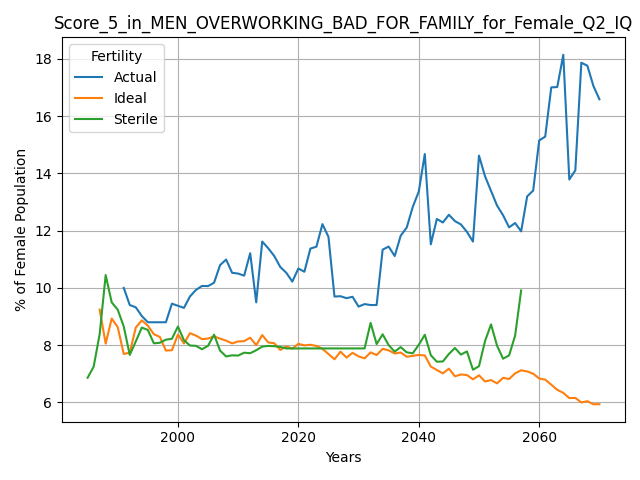 Score_5_in_MEN_OVERWORKING_BAD_FOR_FAMILY_for_Female_Q2_IQ
Fertility
Actual
Ideal
Sterile
% of Female Population
18
16
14
12
10
8
6
2000
2020
2040
2060
Years